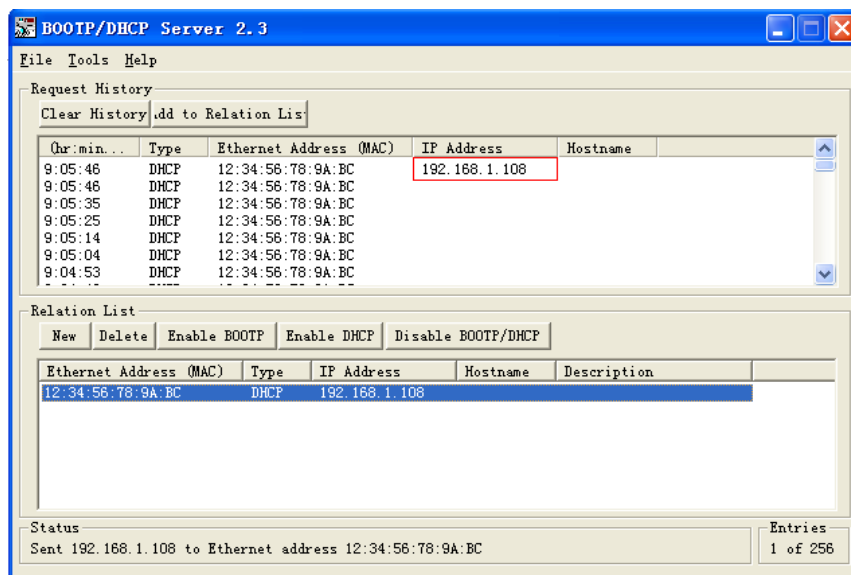 BOOTP/DHCP Server 2.3
File Tools Help
Request History
Clear History dd to Relation Lis
(hr:min... Type Ethernet Address (MAC) IP Address Hostname
9:05:46 DHCP 12:34:56:78:9A:BC 192.168.1.108
9:05:46 DHCP 12:34:56:78:9A:BC
9:05:35 DHCP 12:34:56:78:9A:BC
9:05:25 DHCP 12:34:56:78:9A:BC
9:05:14 DHCP 12:34:56:78:9A:BC
9:05:04 DHCP 12:34:56:78:9A:BC
9:04:53 DHCP 12:34:56:78:9A:BC
Relation List
New Delete Enable BOOTP Enable DHCP Disable BOOTP/DHCP
Ethernet Address (MAC) Type IP Address Hostname Description
12:34:56:78:9A:BC DHCP 192.168.1.108
Status Entries
Sent 192.168.1.108 to Ethernet address 12:34:56:78:9A:BC 1 of 256